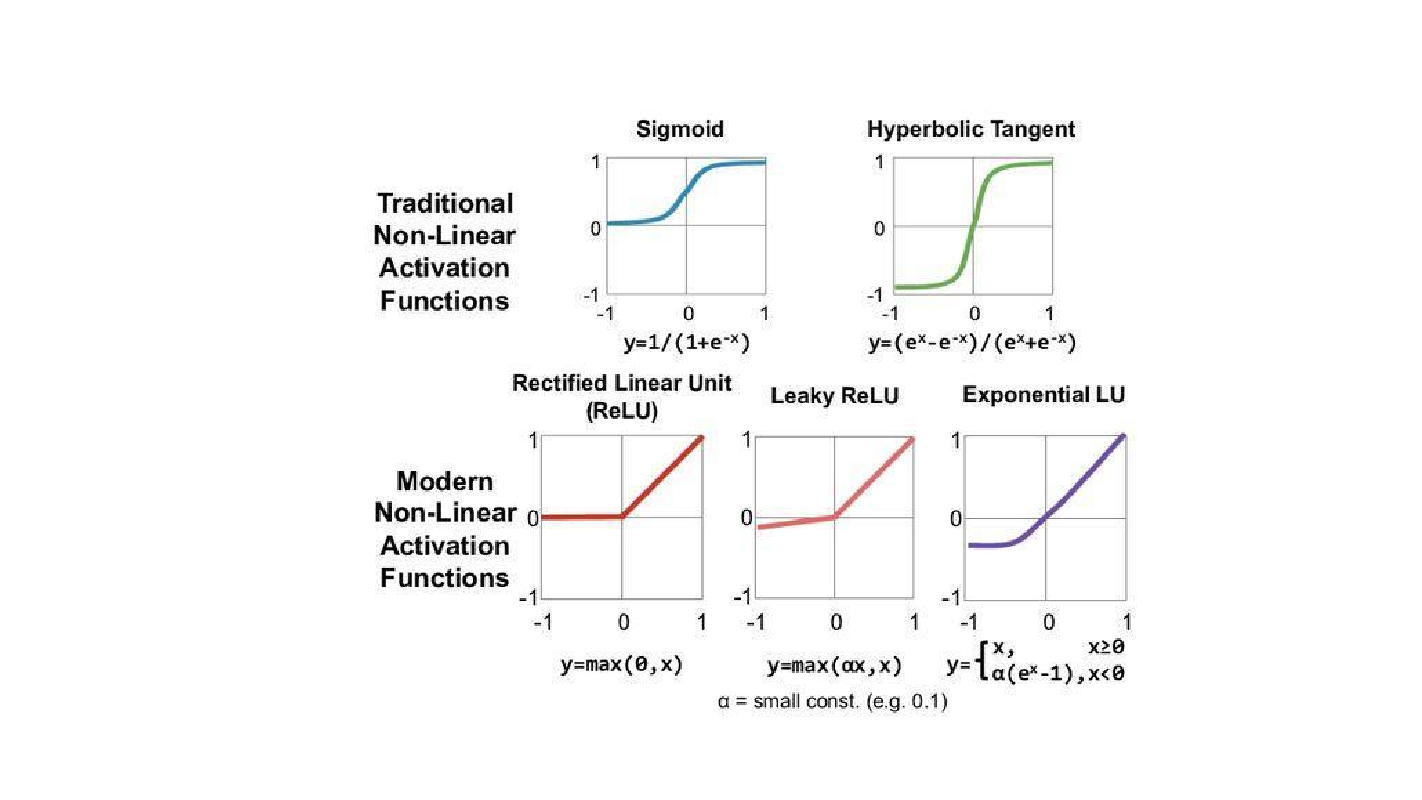 Sigmoid
Hyperbolic Tangent
Traditional
Non-Linear
Activation
Functions
1
0
-1
-1 0 1
y=1/(1+e⁻ˣ)
1
0
-1
-1 0 1
y=(eˣ-e⁻ˣ)/(eˣ+e⁻ˣ)
Rectified Linear Unit
(ReLU)
Leaky ReLU
Exponential LU
Modern
Non-Linear
Activation
Functions
1
0
-1
-1 0 1
y=max(0,x)
1
0
-1
-1 0 1
y=max(αx,x)
1
0
-1
-1 0 1
y={x, x≥0
α(eˣ-1),x<0
α = small const. (e.g. 0.1)